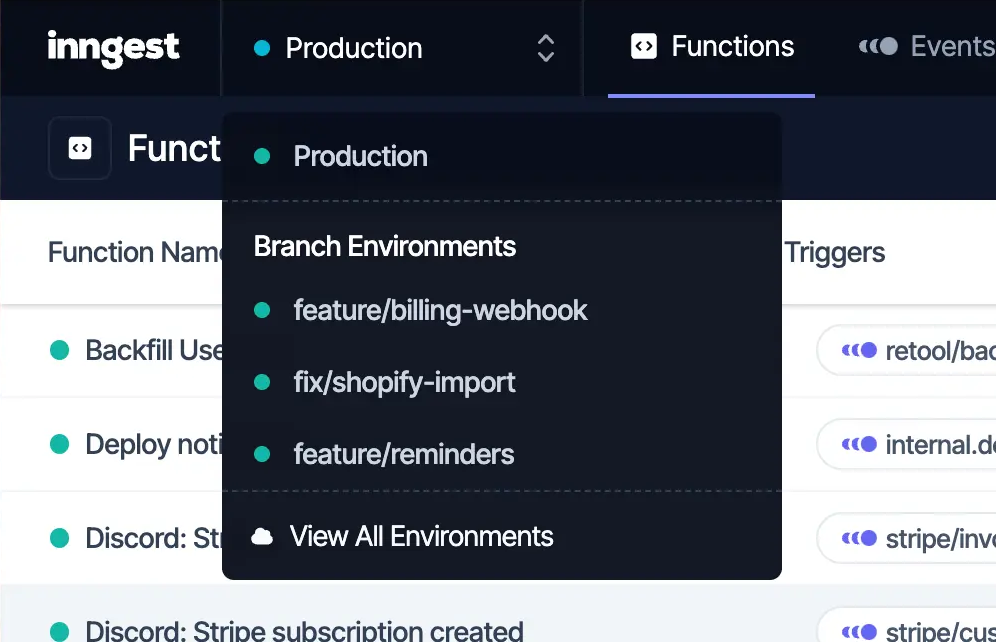 inngest
Production
Functions
Events
Funct
Production
Function Name
Branch Environments
Triggers
feature/billing-webhook
Backfill Use
retool/bac
fix/shopify-import
Deploy noti
internal.de
feature/reminders
Discord: Str
stripe/invo
View All Environments
Discord: Stripe subscription created
stripe/cus